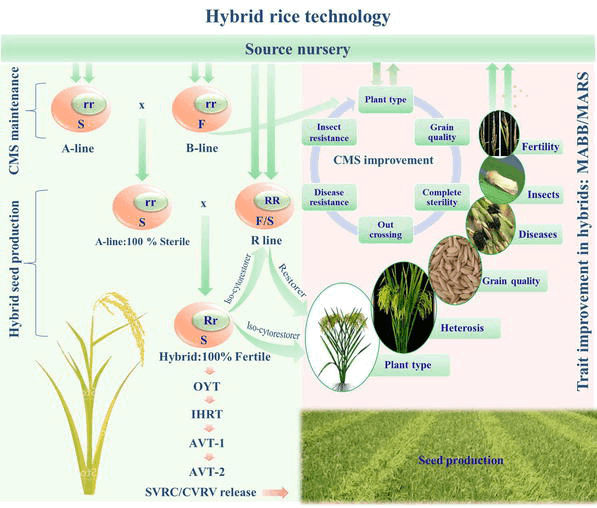 Hybrid rice technology
Source nursery
CMS maintenance
rr
S
A-line
x
rr
F
B-line
Hybrid seed production
rr
S
A-line:100 % Sterile
x
RR
F/S
R line
Iso-cytorestorer
Restorer
Iso-cytorestorer
Rr
S
Hybrid:100% Fertile
OYT
IHRT
AVT-1
AVT-2
SVRC/CVRV release
Plant type
Insect
resistance
Grain
quality
CMS improvement
Disease
resistance
Complete
sterility
Out
crossing
Fertility
Insects
Diseases
Grain quality
Heterosis
Plant type
Trait improvement in hybrids: MABB/MARS
Seed production